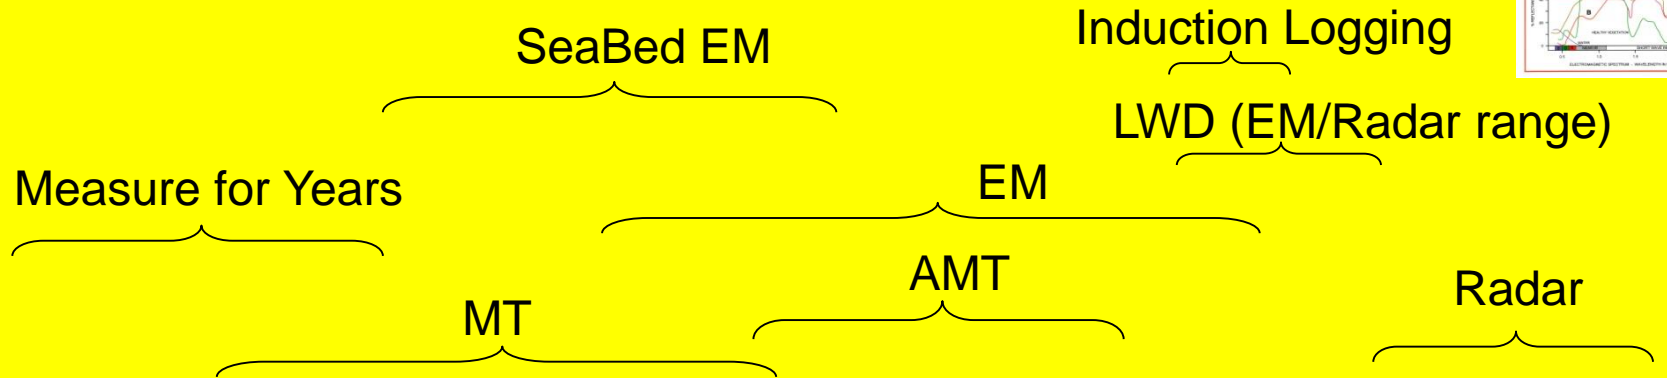 Induction Logging
SeaBed EM
LWD (EM/Radar range)
Measure for Years
EM
AMT
Radar
MT